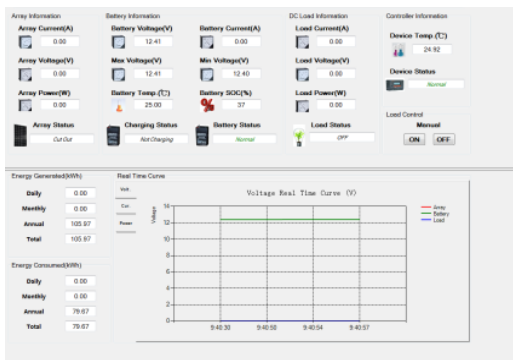 Array Information
Array Current(A)
0.00
Array Voltage(V)
0.00
Array Power(W)
0.00
Array Status
Cut Out
Battery Information
Battery Voltage(V)
12.41
Battery Current(A)
0.00
Max Voltage(V)
12.41
Min Voltage(V)
12.40
Battery Temp.(℃)
25.00
Battery SOC(%)
37
Charging Status
Not Charging
Battery Status
Normal
DC Load Information
Load Current(A)
0.00
Load Voltage(V)
0.00
Load Power(W)
0.00
Load Status
OFF
Controller Information
Device Temp.(℃)
24.92
Device Status
Normal
Load Control
Manual
ON OFF
Energy Generated(kWh)
Daily 0.00
Monthly 0.00
Annual 105.97
Total 105.97
Energy Consumed(kWh)
Daily 0.00
Monthly 0.00
Annual 79.67
Total 79.67
Real Time Curve
Volt.
Cur.
Power
Voltage Real Time Curve (V)
Voltage
14
12
10
8
6
4
2
0
9:40:30 9:40:50 9:40:54 9:40:57
Array
Battery
Load